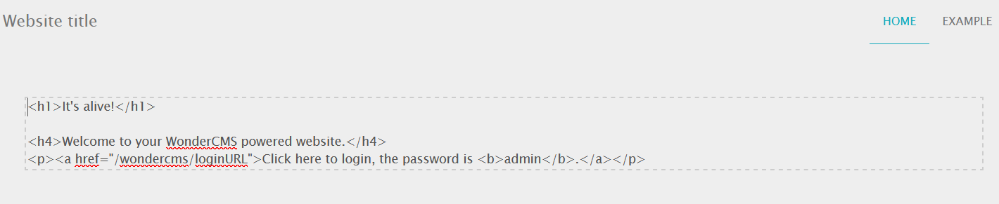 Website title
HOME
EXAMPLE
<h1>It's alive!</h1>
<h4>Welcome to your WonderCMS powered website.</h4>
<p><a href="/wondercms/loginURL">Click here to login, the password is <b>admin</b>.</a></p>